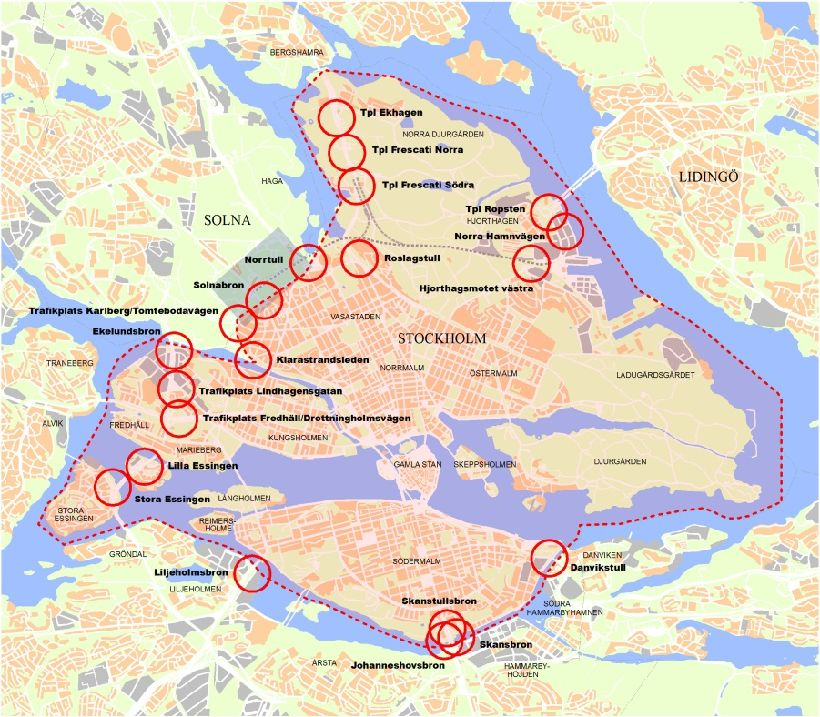 BERGSHAMRA
Tpl Ekhagen
NORRA DJURGÅRDEN
Tpl Frescati Norra
HAGA
Tpl Frescati Södra
LIDINGÖ
SOLNA
Tpl Ropsten
HJORTHAGEN
Norra Hamnvägen
Norrtull
Roslagstull
Solnabron
Hjorthagsmotet västra
Trafikplats Karlberg/Tomtebodavägen
VASASTADEN
Ekelundsbron
STOCKHOLM
TRANEBERG
Klarastrandsleden
NORRMALM
ÖSTERMALM
LADUGÅRDSGÄRDET
Trafikplats Lindhagensgatan
ALVIK
FREDHÄLL
Trafikplats Fredhäll/Drottningholmsvägen
KUNGSHOLMEN
MARIEBERG
Lilla Essingen
GAMLA STAN
SKEPPSHOLMEN
DJURGÅRDEN
Stora Essingen
LÅNGHOLMEN
STORA
ESSINGEN
REIMERS-
HOLME
GRÖNDAL
SÖDERMALM
DANVIKEN
Danvikstull
Liljeholmsbron
LILJEHOLMEN
Skanstullsbron
SÖDRA
HAMMARBYHAMNEN
Skansbron
ÅRSTA
Johanneshovsbron
HAMMARBY-
HÖJDEN